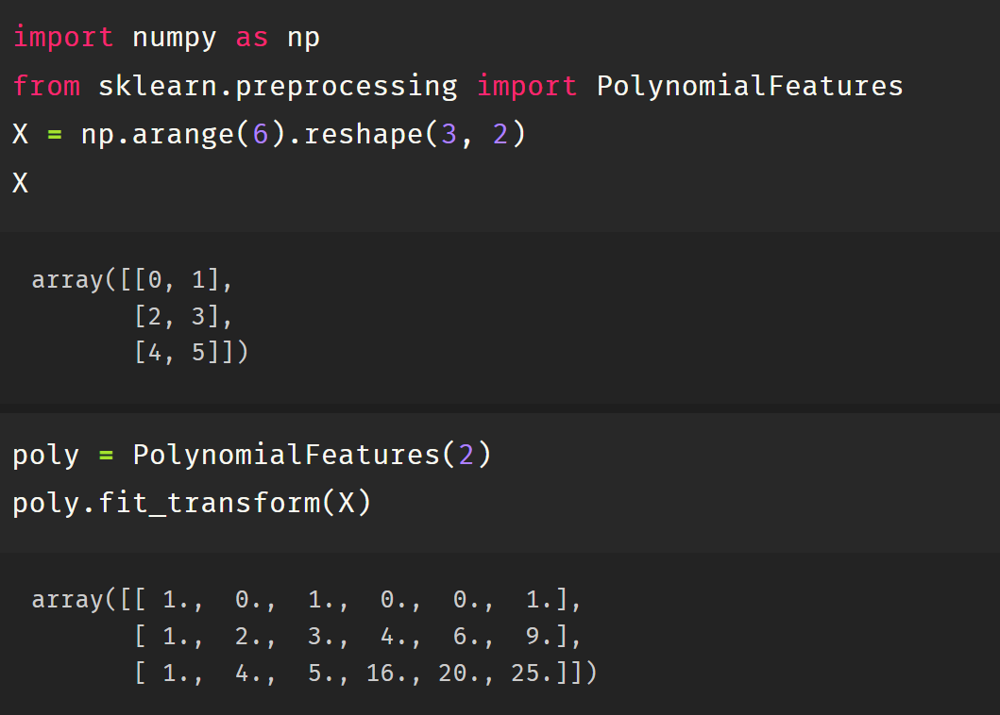 import numpy as np
from sklearn.preprocessing import PolynomialFeatures
X = np.arange(6).reshape(3, 2)
X
array([[0, 1],
       [2, 3],
       [4, 5]])
poly = PolynomialFeatures(2)
poly.fit_transform(X)
array([[ 1.,  0.,  1.,  0.,  0.,  1.],
       [ 1.,  2.,  3.,  4.,  6.,  9.],
       [ 1.,  4.,  5., 16., 20., 25.]])